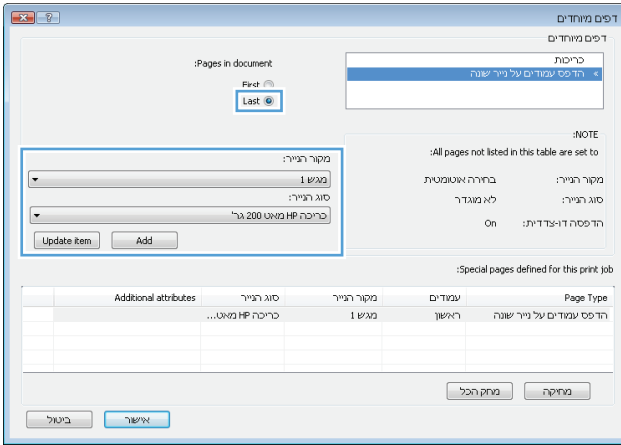 דפים מיוחדים
דפים מיוחדים
כריכות
» הדפס עמודים על נייר שונה
Pages in document:
First
Last
NOTE:
All pages not listed in this table are set to:
מקור הנייר: בחירה אוטומטית
סוג הנייר: לא מוגדר
הדפסה דו-צדדית: On
מקור הנייר:
מגש 1
סוג הנייר:
כריכה HP מאט 200 גר'
Add Update item
Special pages defined for this print job:
Page Type עמודים מקור הנייר סוג הנייר Additional attributes
הדפס עמודים על נייר שונה ראשון מגש 1 כריכה HP מאט...
מחיקה מחק הכל
אישור ביטול